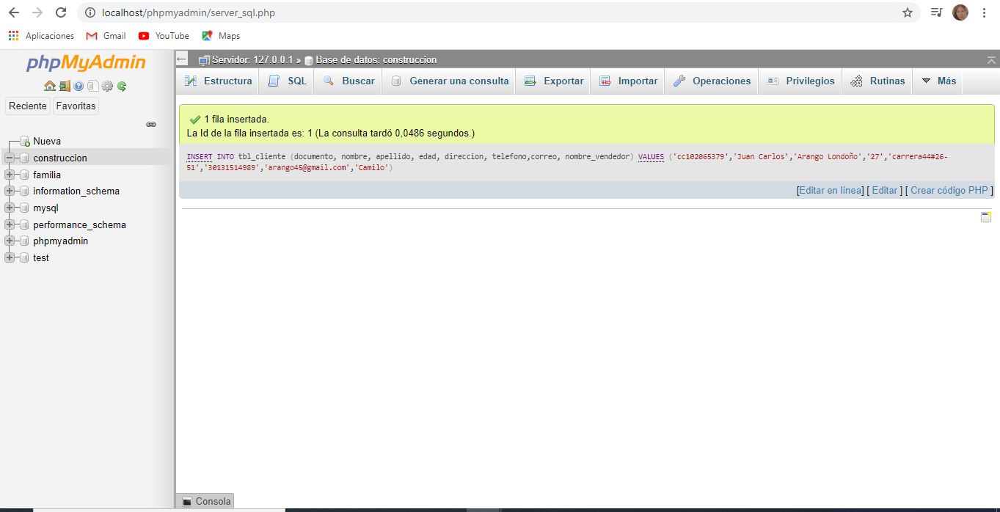 localhost/phpmyadmin/server_sql.php
Aplicaciones Gmail YouTube Maps
phpMyAdmin
Reciente Favoritas
Nueva
construccion
familia
information_schema
mysql
performance_schema
phpmyadmin
test
Servidor: 127.0.0.1 » Base de datos: construccion
Estructura SQL Buscar Generar una consulta Exportar Importar Operaciones Privilegios Rutinas Más
1 fila insertada.
La Id de la fila insertada es: 1 (La consulta tardó 0,0486 segundos.)
INSERT INTO tbl_cliente (documento, nombre, apellido, edad, direccion, telefono,correo, nombre_vendedor) VALUES ('cc102065379','Juan Carlos','Arango Londoño','27','carrera44#26-
51','30131514989','arango45@gmail.com','Camilo')
[Editar en línea] [ Editar ] [ Crear código PHP ]
Consola